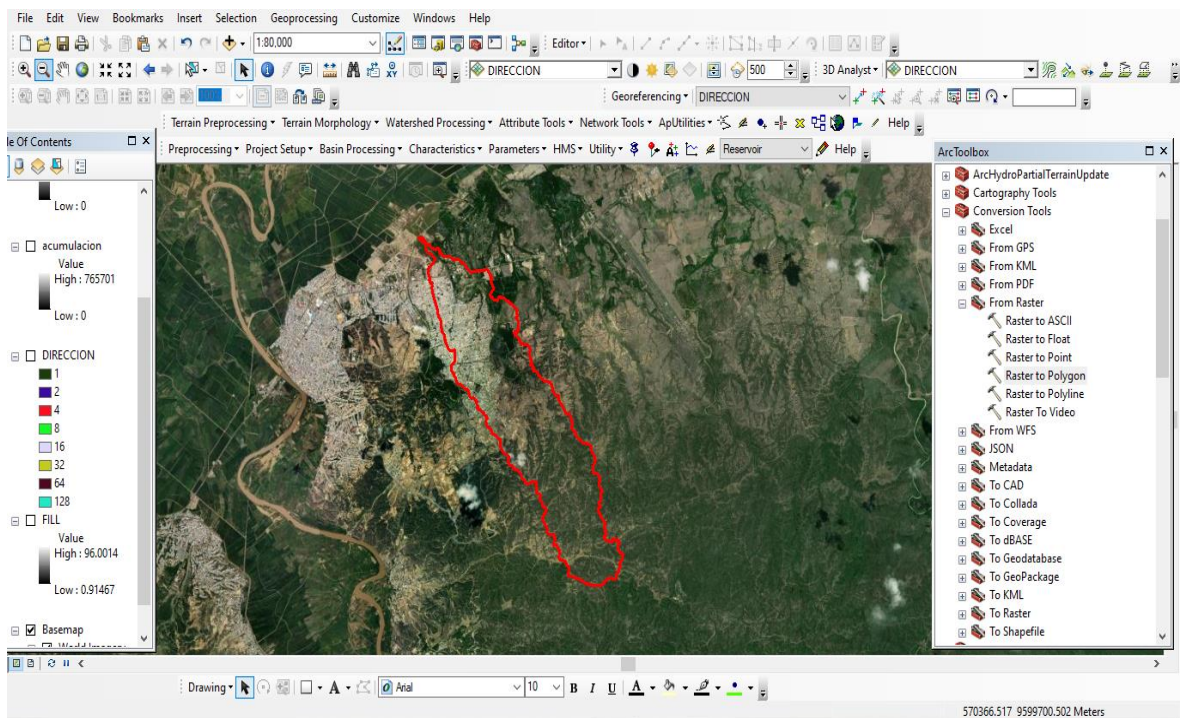 File Edit View Bookmarks Insert Selection Geoprocessing Customize Windows Help
1:80,000 Editor
DIRECCION 500 3D Analyst DIRECCION
Georeferencing DIRECCION
Terrain Preprocessing Terrain Morphology Watershed Processing Attribute Tools Network Tools ApUtilities Help
Preprocessing Project Setup Basin Processing Characteristics Parameters HMS Utility Reservoir Help
le Of Contents
Low : 0
acumulacion
Value
High : 765701
Low : 0
DIRECCION
1
2
4
8
16
32
64
128
FILL
Value
High : 96.0014
Low : 0.91467
Basemap
World Imagery
ArcToolbox
ArcHydroPartialTerrainUpdate
Cartography Tools
Conversion Tools
Excel
From GPS
From KML
From PDF
From Raster
Raster to ASCII
Raster to Float
Raster to Point
Raster to Polygon
Raster to Polyline
Raster To Video
From WFS
JSON
Metadata
To CAD
To Collada
To Coverage
To dBASE
To Geodatabase
To GeoPackage
To KML
To Raster
To Shapefile
Drawing A Arial 10 B I U A
570366.517 9599700.502 Meters